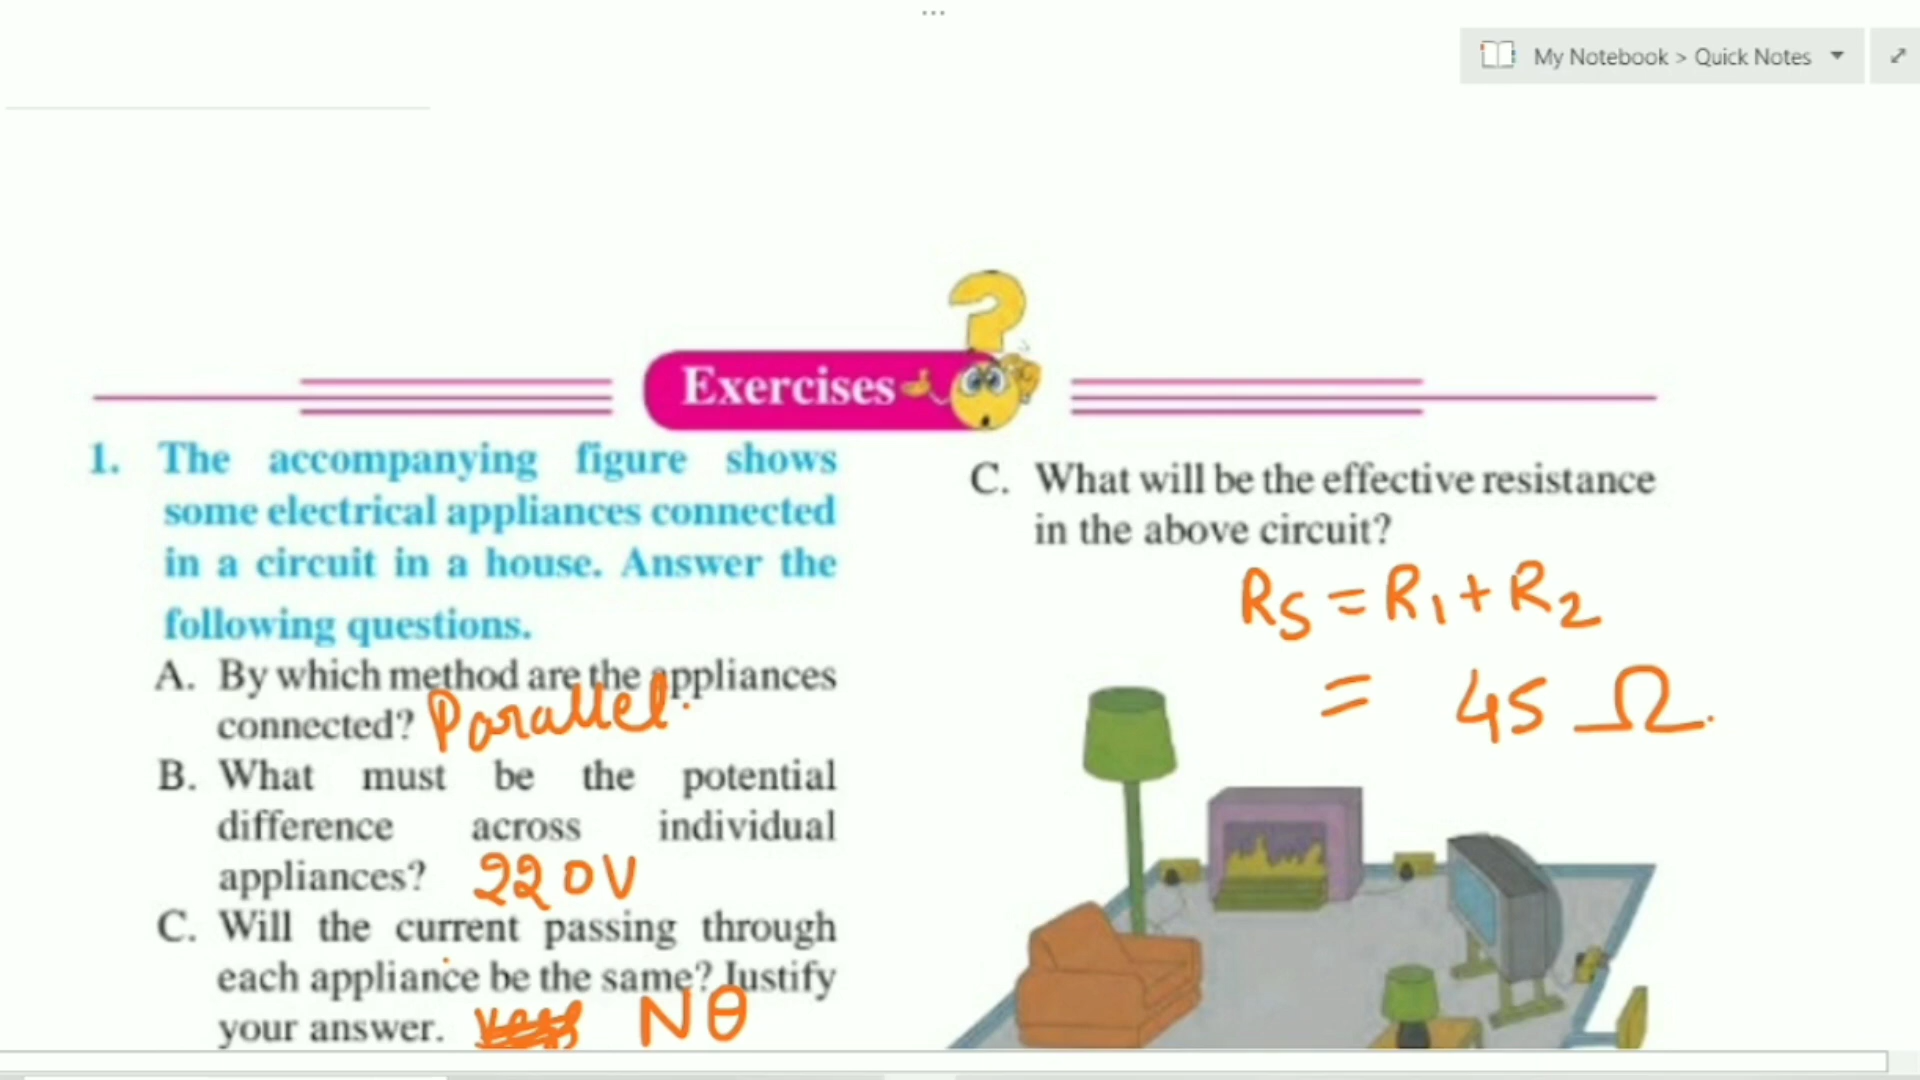 ...
My Notebook > Quick Notes
Exercises
1. The accompanying figure shows
some electrical appliances connected
in a circuit in a house. Answer the
following questions.
A. By which method are the appliances
connected? Parallel.
B. What must be the potential
difference across individual
appliances? 220V
C. Will the current passing through
each appliance be the same? Justify
your answer. NO
C. What will be the effective resistance
in the above circuit?
RS = R1 + R2
= 45 Ω.